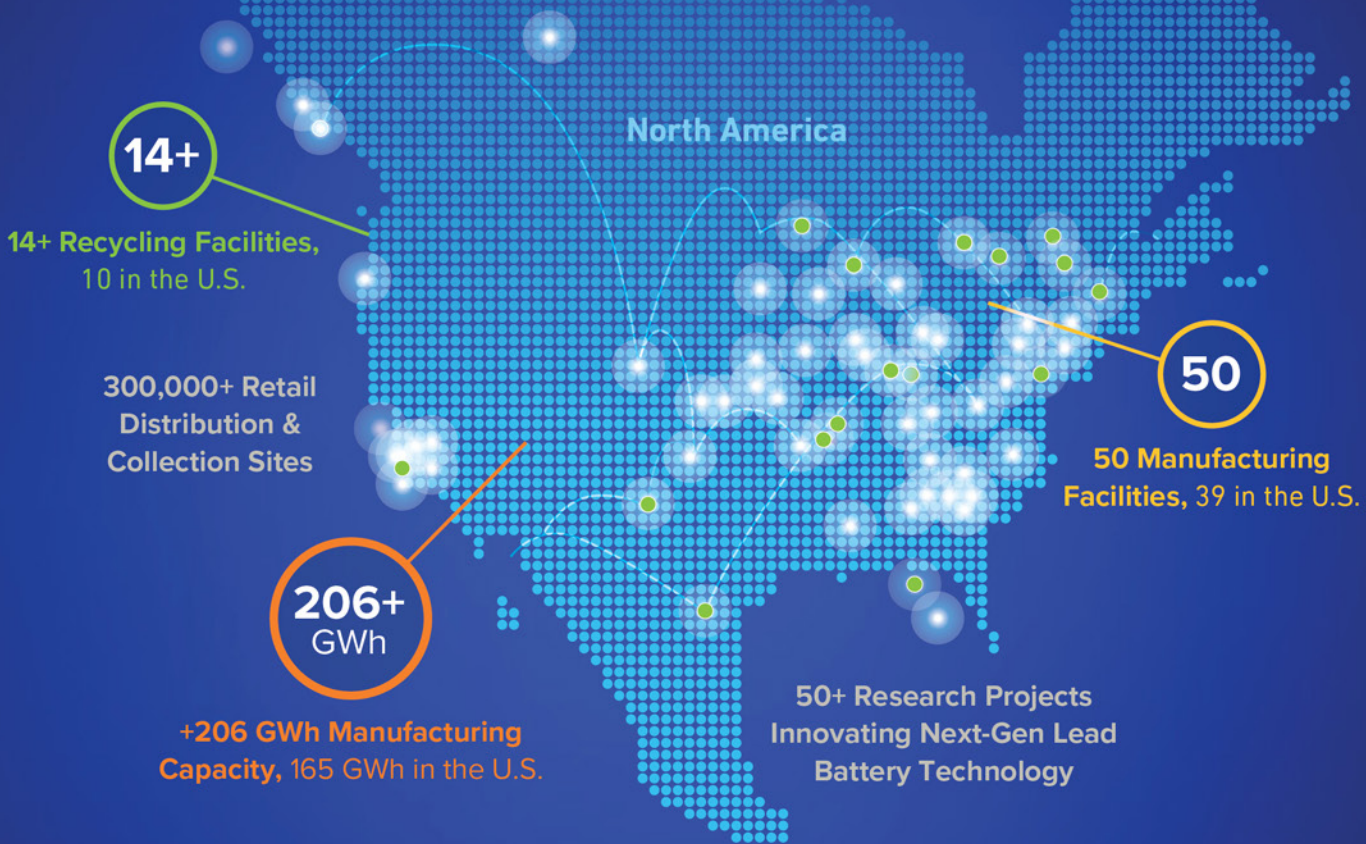 North America
14+
14+ Recycling Facilities,
10 in the U.S.
300,000+ Retail
Distribution &
Collection Sites
50
50 Manufacturing
Facilities, 39 in the U.S.
206+
GWh
+206 GWh Manufacturing
Capacity, 165 GWh in the U.S.
50+ Research Projects
Innovating Next-Gen Lead
Battery Technology